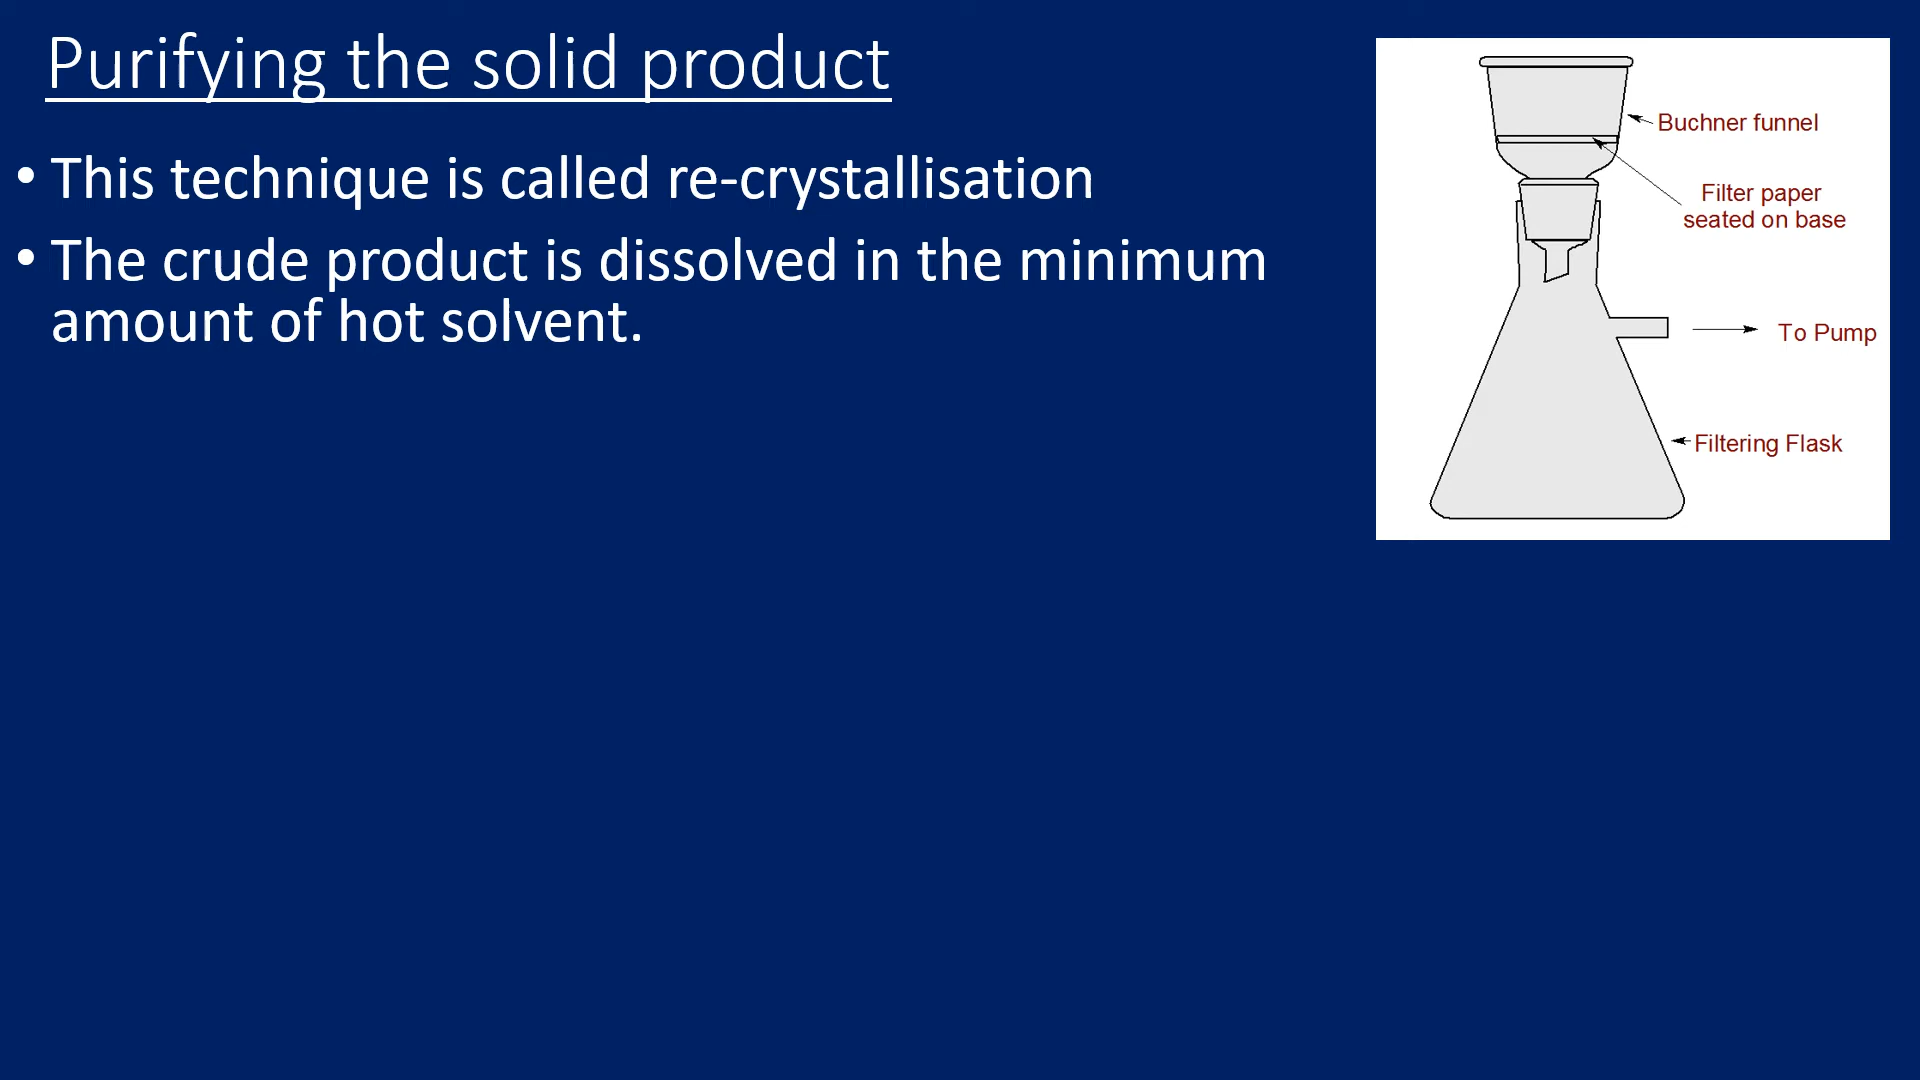 Purifying the solid product
• This technique is called re-crystallisation
• The crude product is dissolved in the minimum
amount of hot solvent.
Buchner funnel
Filter paper
seated on base
To Pump
Filtering Flask